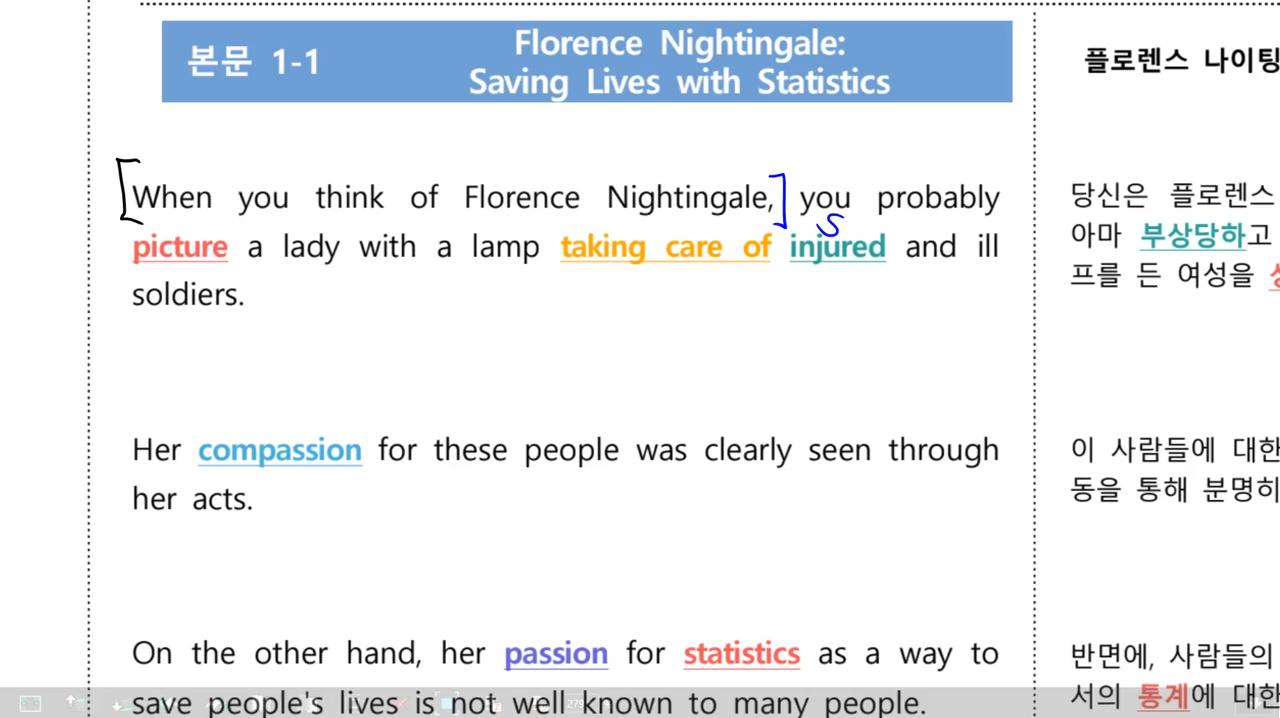 본문 1-1
Florence Nightingale:
Saving Lives with Statistics
When you think of Florence Nightingale, you probably
S
picture a lady with a lamp taking care of injured and ill
soldiers.
Her compassion for these people was clearly seen through
her acts.
On the other hand, her passion for statistics as a way to
save people's lives is not well known to many people.
플로렌스 나이팅
당신은 플로렌스
아마 부상당하고
프를 든 여성을
이 사람들에 대한
동을 통해 분명히
반면에, 사람들의
서의 통계에 대한